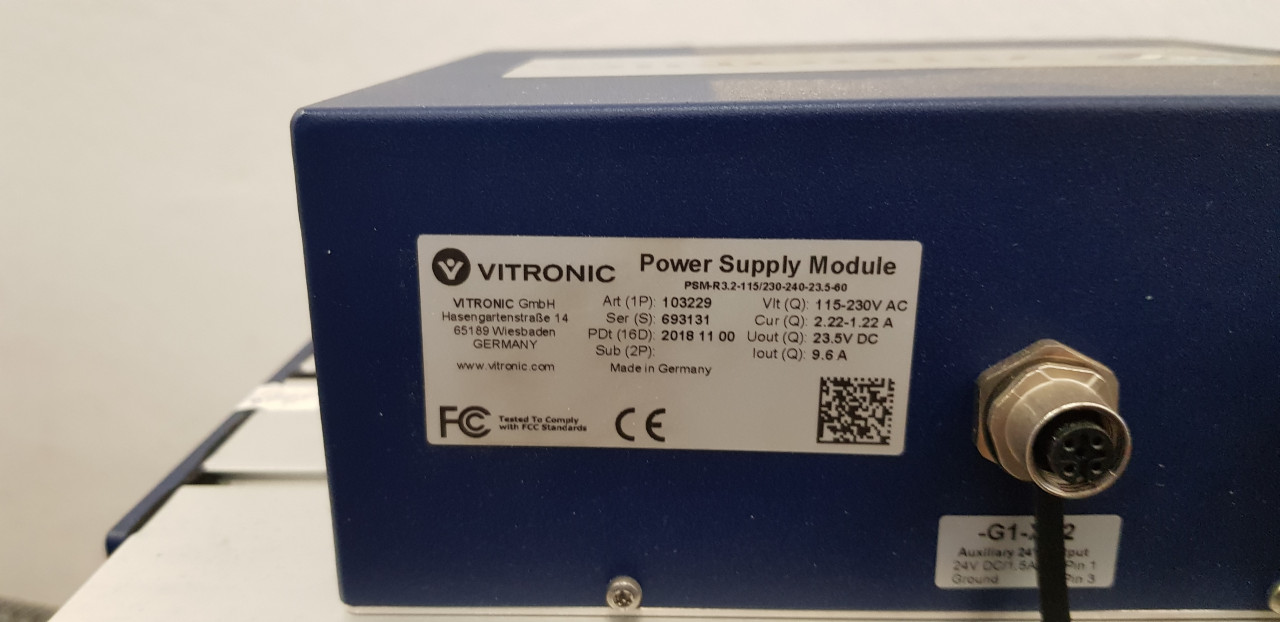 VITRONIC
Power Supply Module
PSM-R3.2-115/230-240-23.5-60
VITRONIC GmbH
Hasengartenstraße 14
65189 Wiesbaden
GERMANY
www.vitronic.com
Art (1P): 103229
Ser (S): 693131
PDt (16D): 2018 11 00
Sub (2P):
Made in Germany
Vlt (Q): 115-230V AC
Cur (Q): 2.22-1.22 A
Uout (Q): 23.5V DC
Iout (Q): 9.6 A
FC
Tested To Comply
with FCC Standards
CE
Auxiliary
24V DC/1.5A Pin 1
Ground Pin 3